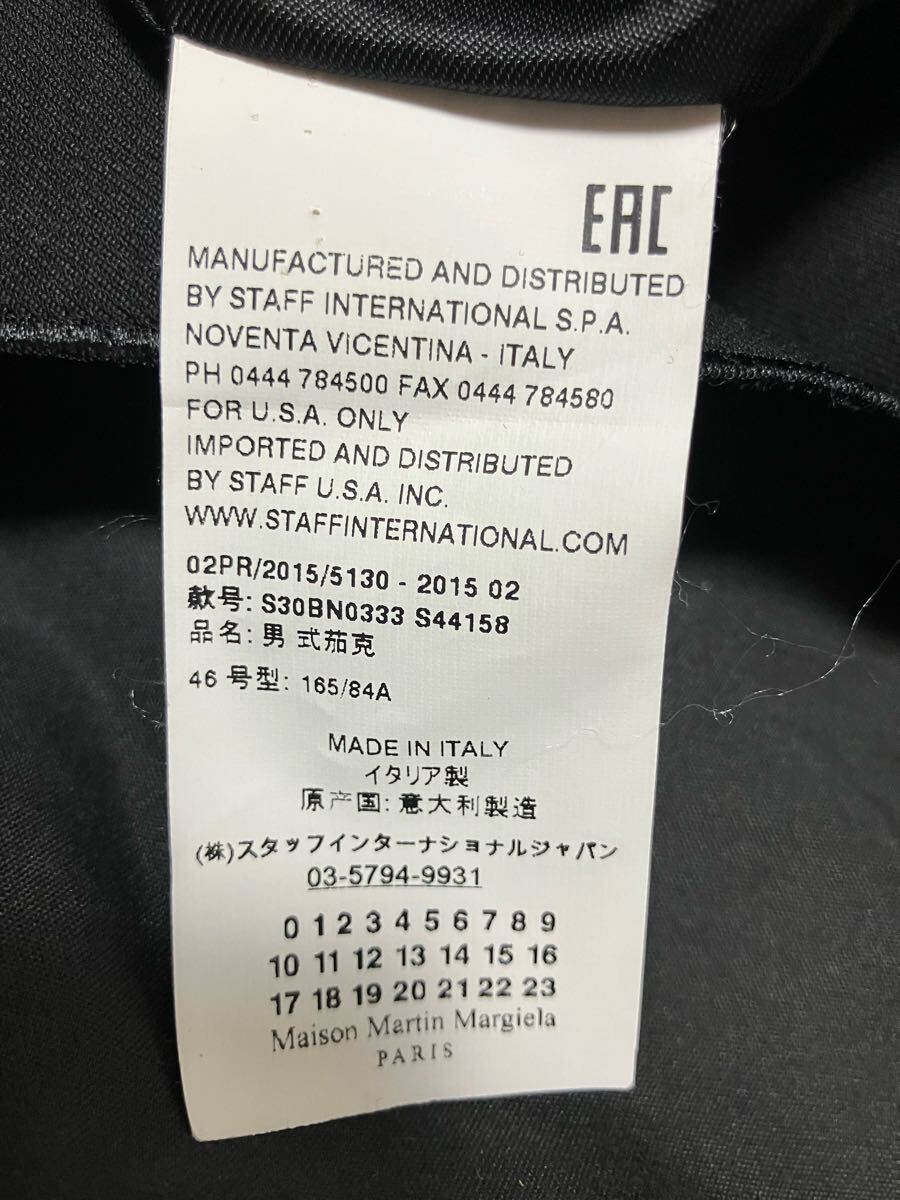 EAC
MANUFACTURED AND DISTRIBUTED
BY STAFF INTERNATIONAL S.P.A.
NOVENTA VICENTINA - ITALY
PH 0444 784500 FAX 0444 784580
FOR U.S.A. ONLY
IMPORTED AND DISTRIBUTED
BY STAFF U.S.A. INC.
WWW.STAFFINTERNATIONAL.COM
02PR/2015/5130 - 2015 02
款号: S30BN0333 S44158
品名: 男 式茄克
46 号型: 165/84A
MADE IN ITALY
イタリア製
原产国: 意大利製造
(株)スタッフインターナショナルジャパン
03-5794-9931
0 1 2 3 4 5 6 7 8 9
10 11 12 13 14 15 16
17 18 19 20 21 22 23
Maison Martin Margiela
PARIS